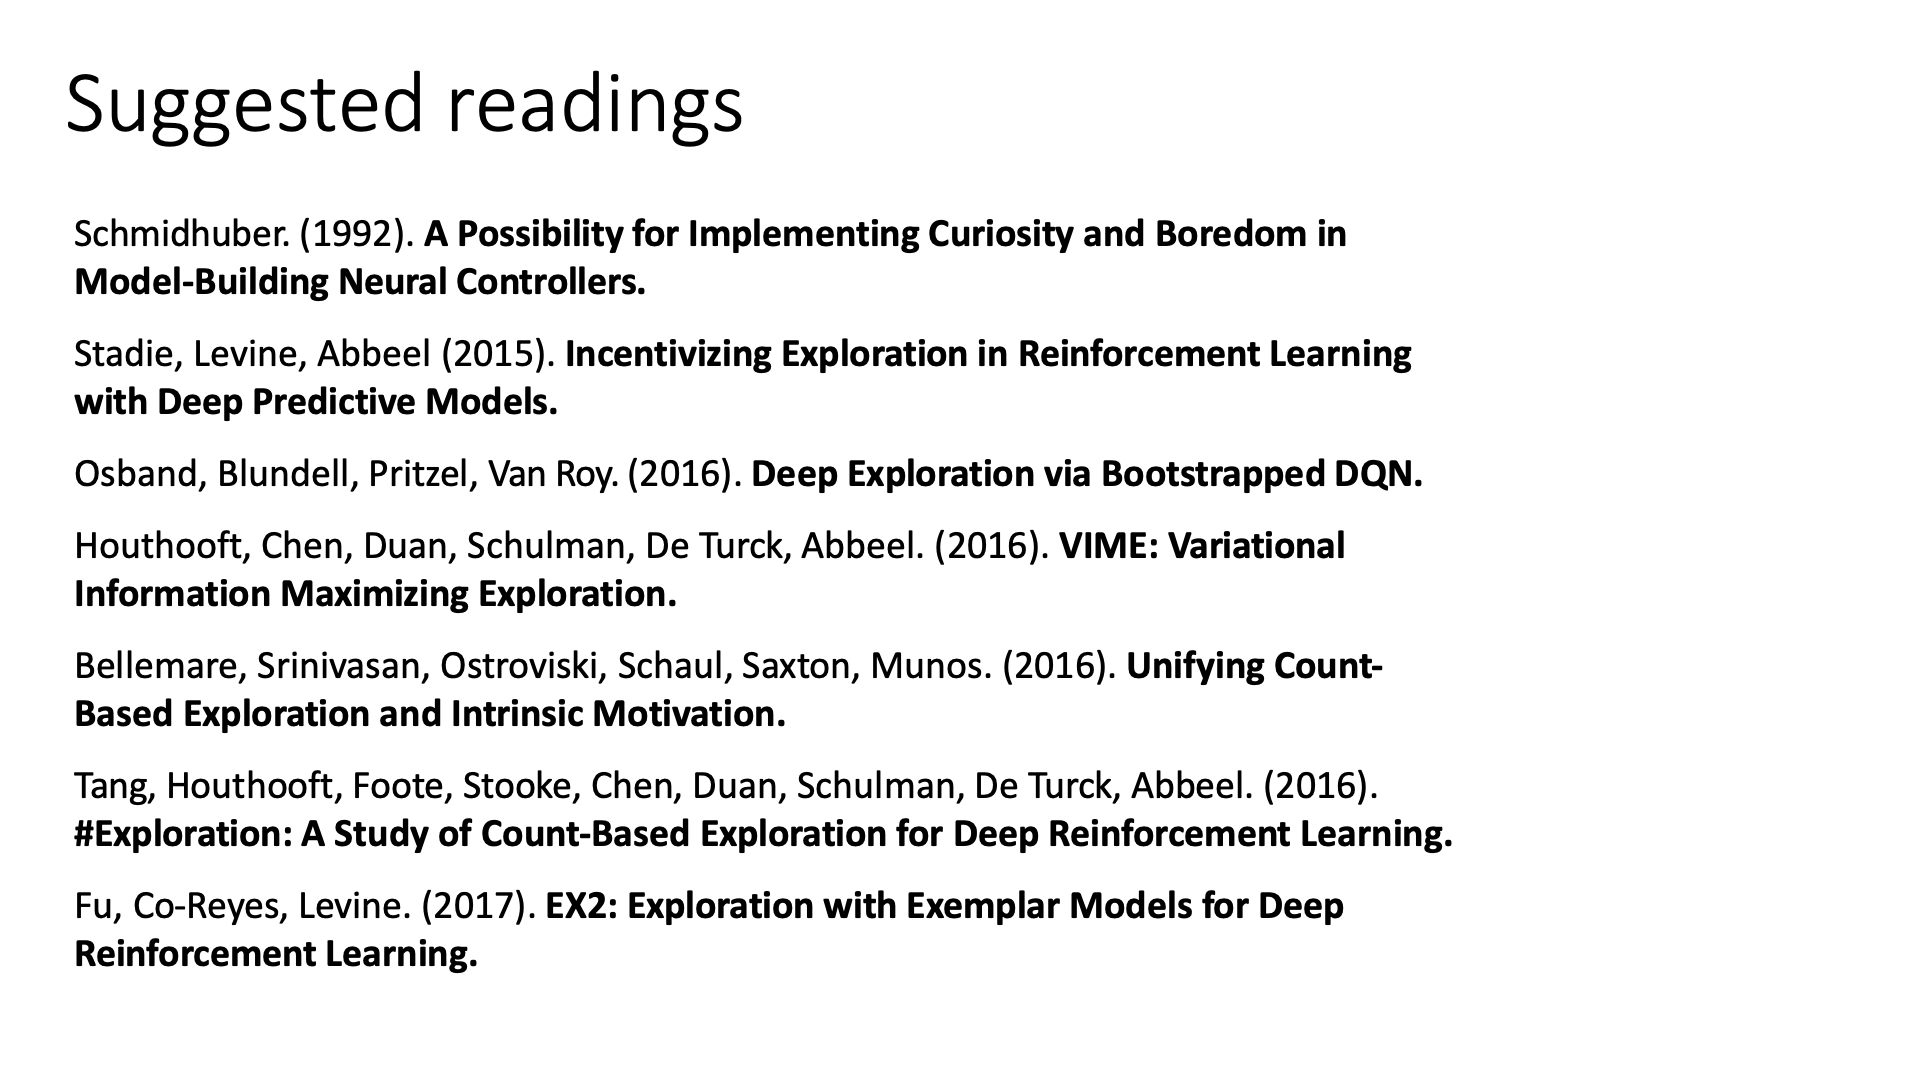 Suggested readings
Schmidhuber. (1992). A Possibility for Implementing Curiosity and Boredom in
Model-Building Neural Controllers.
Stadie, Levine, Abbeel (2015). Incentivizing Exploration in Reinforcement Learning
with Deep Predictive Models.
Osband, Blundell, Pritzel, Van Roy. (2016). Deep Exploration via Bootstrapped DQN.
Houthooft, Chen, Duan, Schulman, De Turck, Abbeel. (2016). VIME: Variational
Information Maximizing Exploration.
Bellemare, Srinivasan, Ostroviski, Schaul, Saxton, Munos. (2016). Unifying Count-
Based Exploration and Intrinsic Motivation.
Tang, Houthooft, Foote, Stooke, Chen, Duan, Schulman, De Turck, Abbeel. (2016).
#Exploration: A Study of Count-Based Exploration for Deep Reinforcement Learning.
Fu, Co-Reyes, Levine. (2017). EX2: Exploration with Exemplar Models for Deep
Reinforcement Learning.